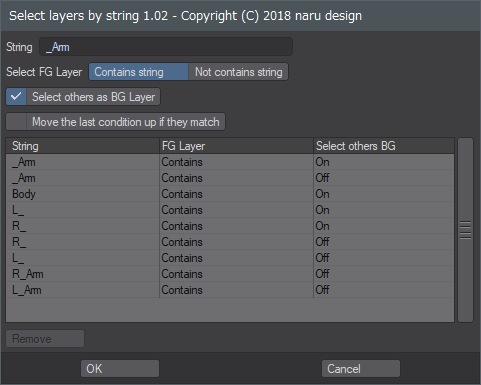 Select layers by string 1.02 - Copyright (C) 2018 naru design
String _Arm
Select FG Layer Contains string Not contains string
Select others as BG Layer
Move the last condition up if they match
String FG Layer Select others BG
_Arm Contains On
_Arm Contains Off
Body Contains On
L_ Contains On
R_ Contains On
R_ Contains Off
L_ Contains Off
R_Arm Contains Off
L_Arm Contains Off
Remove
OK Cancel